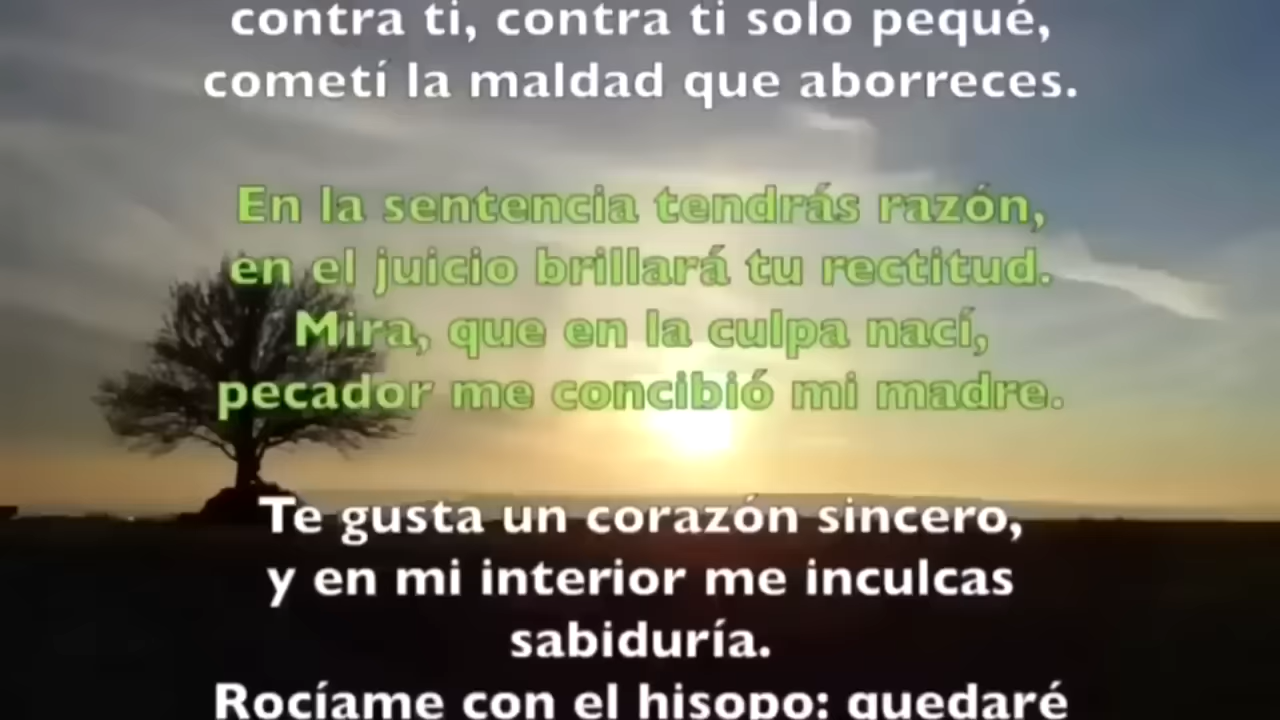 contra ti, contra ti solo pequé,
cometí la maldad que aborreces.
En la sentencia tendrás razón,
en el juicio brillará tu rectitud.
Mira, que en la culpa nací,
pecador me concibió mi madre.
Te gusta un corazón sincero,
y en mi interior me inculcas
sabiduría.
Rocíame con el hisopo: quedaré